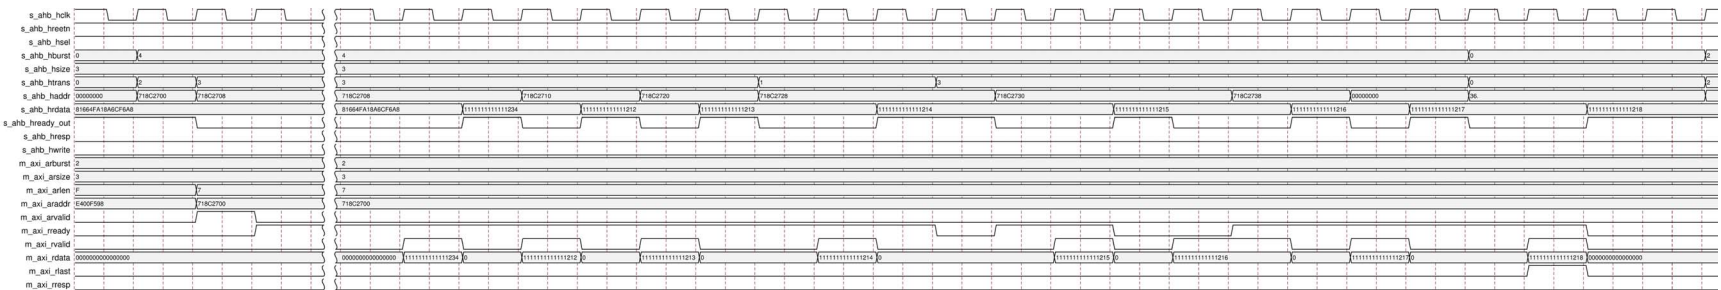 s_ahb_hclk
s_ahb_hreetn
s_ahb_hsel
s_ahb_hburst 0 4 4 0 2
s_ahb_hsize 3 3
s_ahb_htrans 0 2 3 3 1 3 0 2
s_ahb_haddr 00000000 718C2700 718C2708 718C2708 718C2710 718C2720 718C2728 718C2730 718C2738 00000000 36.
s_ahb_hrdata 81664FA18A6CF6A8 81664FA18A6CF6A8 1111111111111234 1111111111111212 1111111111111213 1111111111111214 1111111111111215 1111111111111216 1111111111111217 1111111111111218
s_ahb_hready_out
s_ahb_hresp
s_ahb_hwrite
m_axi_arburst 2 2
m_axi_arsize 3 3
m_axi_arlen F 7 7
m_axi_araddr E400F598 718C2700 718C2700
m_axi_arvalid
m_axi_rready
m_axi_rvalid
m_axi_rdata 0000000000000000 0000000000000000 1111111111111234 0 1111111111111212 0 1111111111111213 0 1111111111111214 0 1111111111111215 0 1111111111111216 0 1111111111111217 0 1111111111111218 0000000000000000
m_axi_rlast
m_axi_rresp